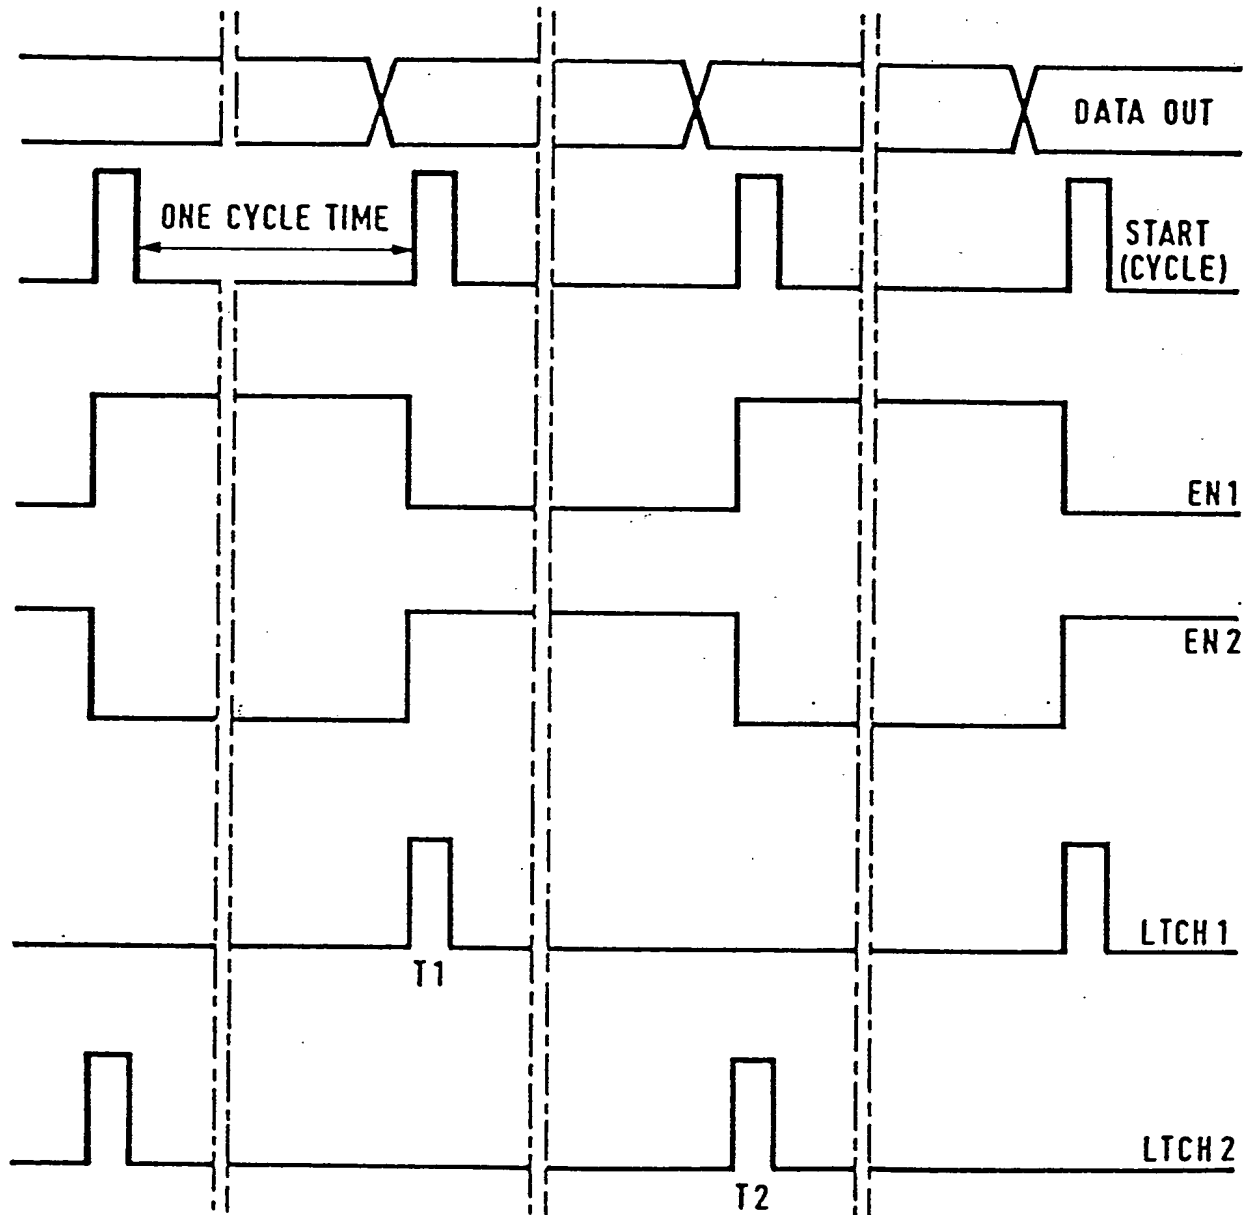 DATA OUT
ONE CYCLE TIME
START
(CYCLE)
EN1
EN2
LTCH1
T1
LTCH2
T2